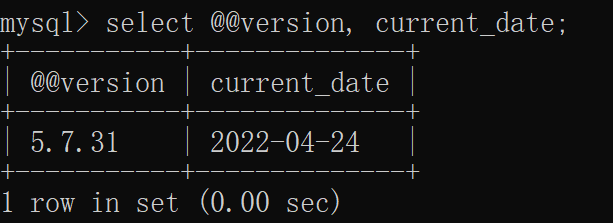 mysql> select @@version, current_date;
+-----------+--------------+
| @@version | current_date |
+-----------+--------------+
| 5.7.31    | 2022-04-24   |
+-----------+--------------+
1 row in set (0.00 sec)